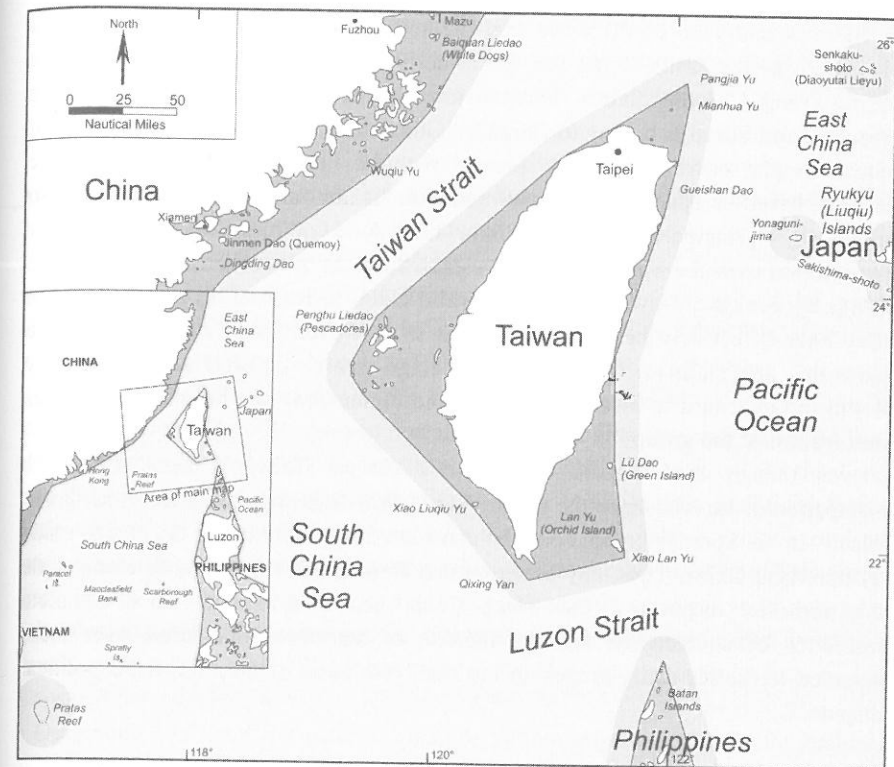 North
0 25 50
Nautical Miles
Fuzhou
Mazu
Baiquan Liedao
(White Dogs)
26°
Senkaku-
shoto
(Diaoyutai Lieyu)
Pangjia Yu
Mianhua Yu
East
China
Sea
Taipei
China
Wuqiu Yu
Taiwan Strait
Gueishan Dao
Ryukyu
(Liuqiu)
Islands
Xiamen
Jinmen Dao (Quemoy)
Dingding Dao
Yonaguni-
jima
Japan
Sakishima-shoto
24°
Penghu Liedao
(Pescadores)
Taiwan
Pacific
Ocean
East
China
Sea
CHINA
Japan
Taiwan
Hong
Kong
Pratas
Reef
Area of main map
Pacific
Ocean
South China Sea
Luzon
PHILIPPINES
Paracel
Is
Macclesfield
Bank
Scarborough
Reef
VIETNAM
Spratly
Is.
Lü Dao
(Green Island)
Xiao Liuqiu Yu
Lan Yu
(Orchid Island)
South
China
Sea
Xiao Lan Yu
22°
Qixing Yan
Luzon Strait
Batan
Islands
Pratas
Reef
Philippines
118°
120°
122°